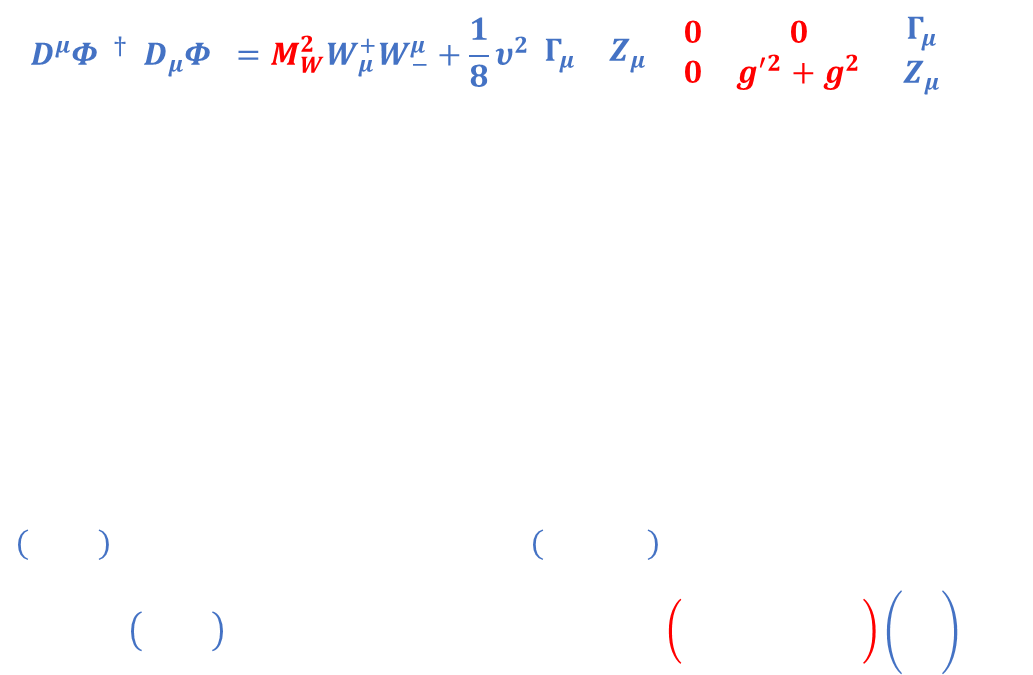 D^μΦ † D_μΦ = M_W^2 W_μ^+ W_-^μ + 1/8 υ^2 Γ_μ Z_μ 0 0 Γ_μ
0 g′^2 + g^2 Z_μ
( ) ( )
( ) ( ) ( )